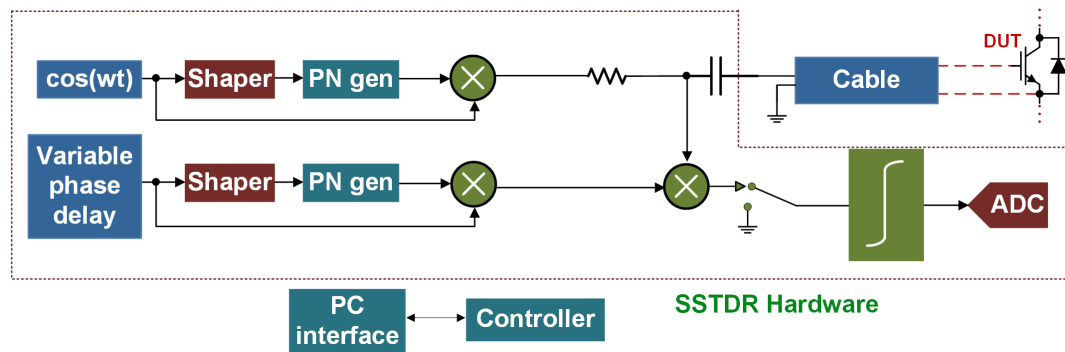 DUT
cos(wt)
Shaper
PN gen
Cable
Variable
phase
delay
Shaper
PN gen
ADC
SSTDR Hardware
PC
interface
Controller